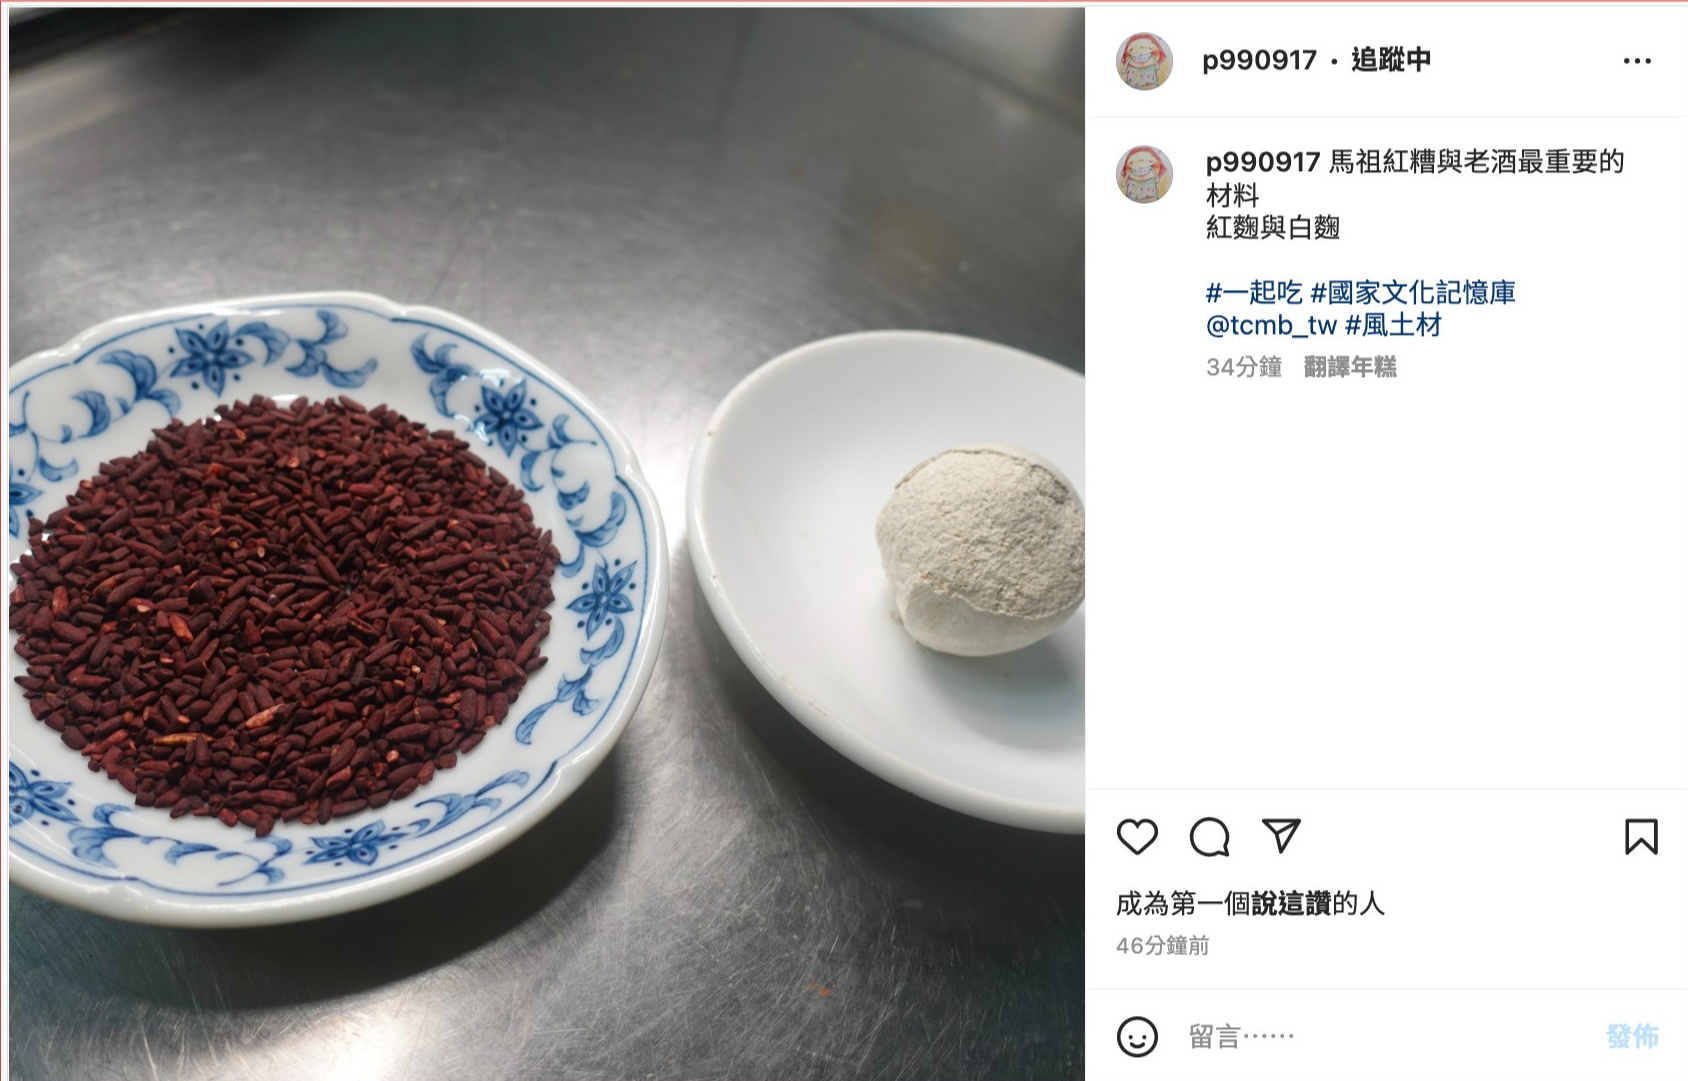 p990917 • 追蹤中
p990917 馬祖紅糟與老酒最重要的
材料
紅麴與白麴
#一起吃 #國家文化記憶庫
@tcmb_tw #風土材
34分鐘 翻譯年糕
成為第一個說這讚的人
46分鐘前
留言⋯⋯
發佈